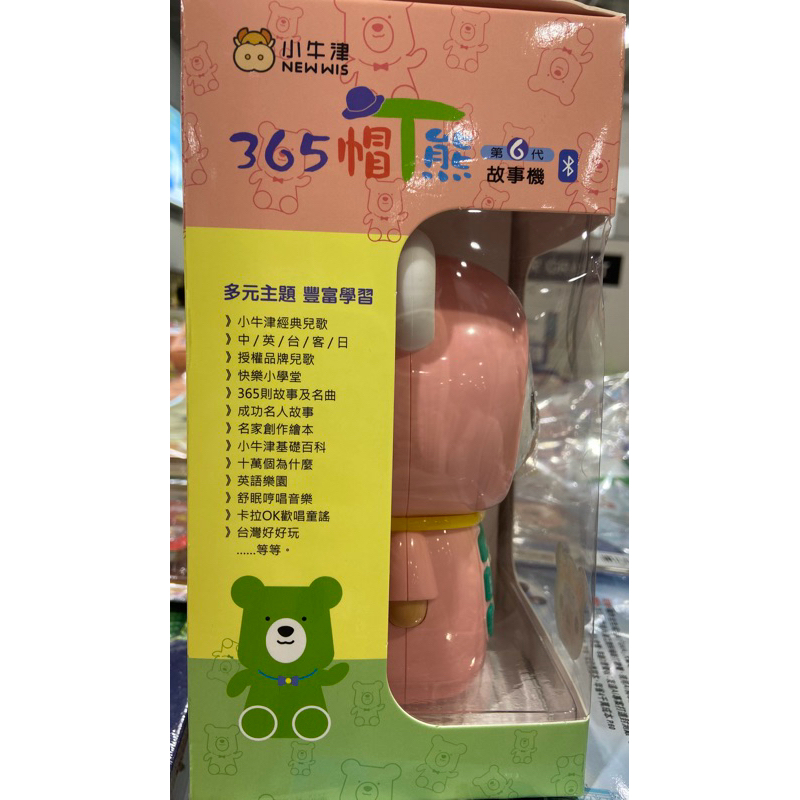 小牛津
NEWWIS
365帽T熊
第6代
故事機
多元主題 豐富學習
》小牛津經典兒歌
》中/英/台/客/日
》授權品牌兒歌
》快樂小學堂
》365則故事及名曲
》成功名人故事
》名家創作繪本
》小牛津基礎百科
》十萬個為什麼
》英語樂園
》舒眠哼唱音樂
》卡拉OK歡唱童謠
》台灣好好玩
......等等。